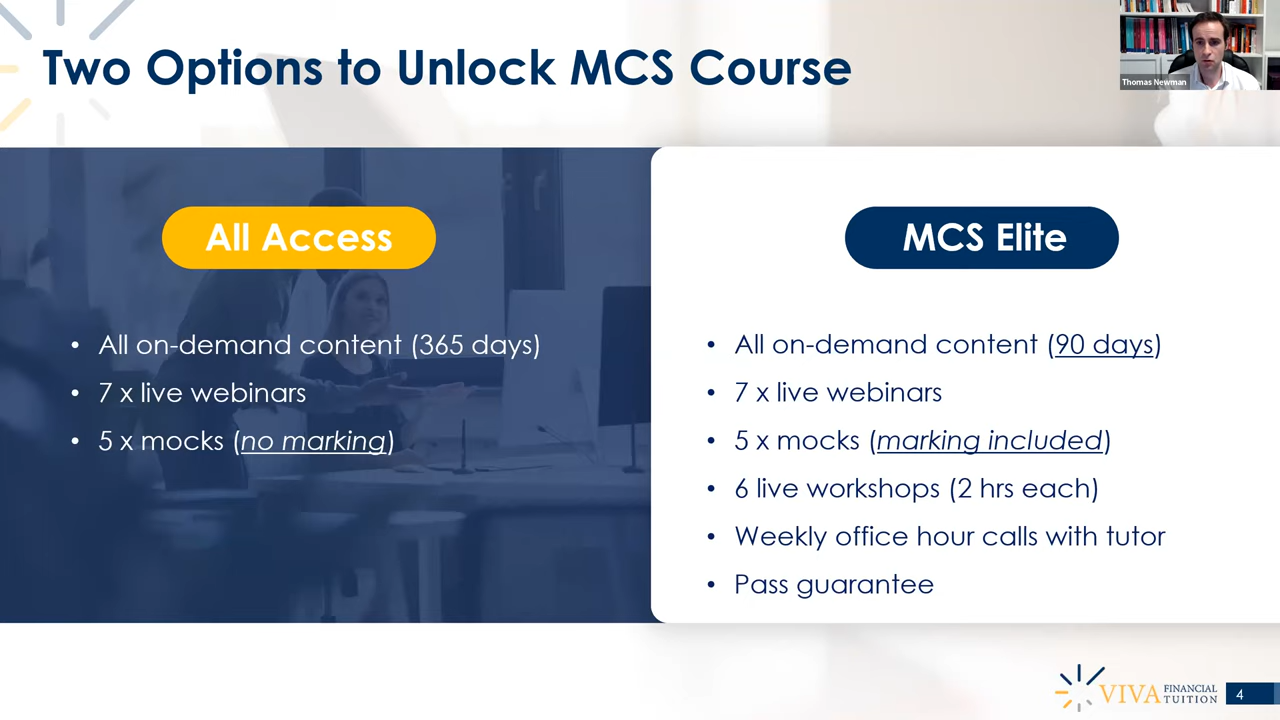 Two Options to Unlock MCS Course
Thomas Newman
All Access
• All on-demand content (365 days)
• 7 x live webinars
• 5 x mocks (no marking)
MCS Elite
• All on-demand content (90 days)
• 7 x live webinars
• 5 x mocks (marking included)
• 6 live workshops (2 hrs each)
• Weekly office hour calls with tutor
• Pass guarantee
VIVA FINANCIAL
TUITION
4